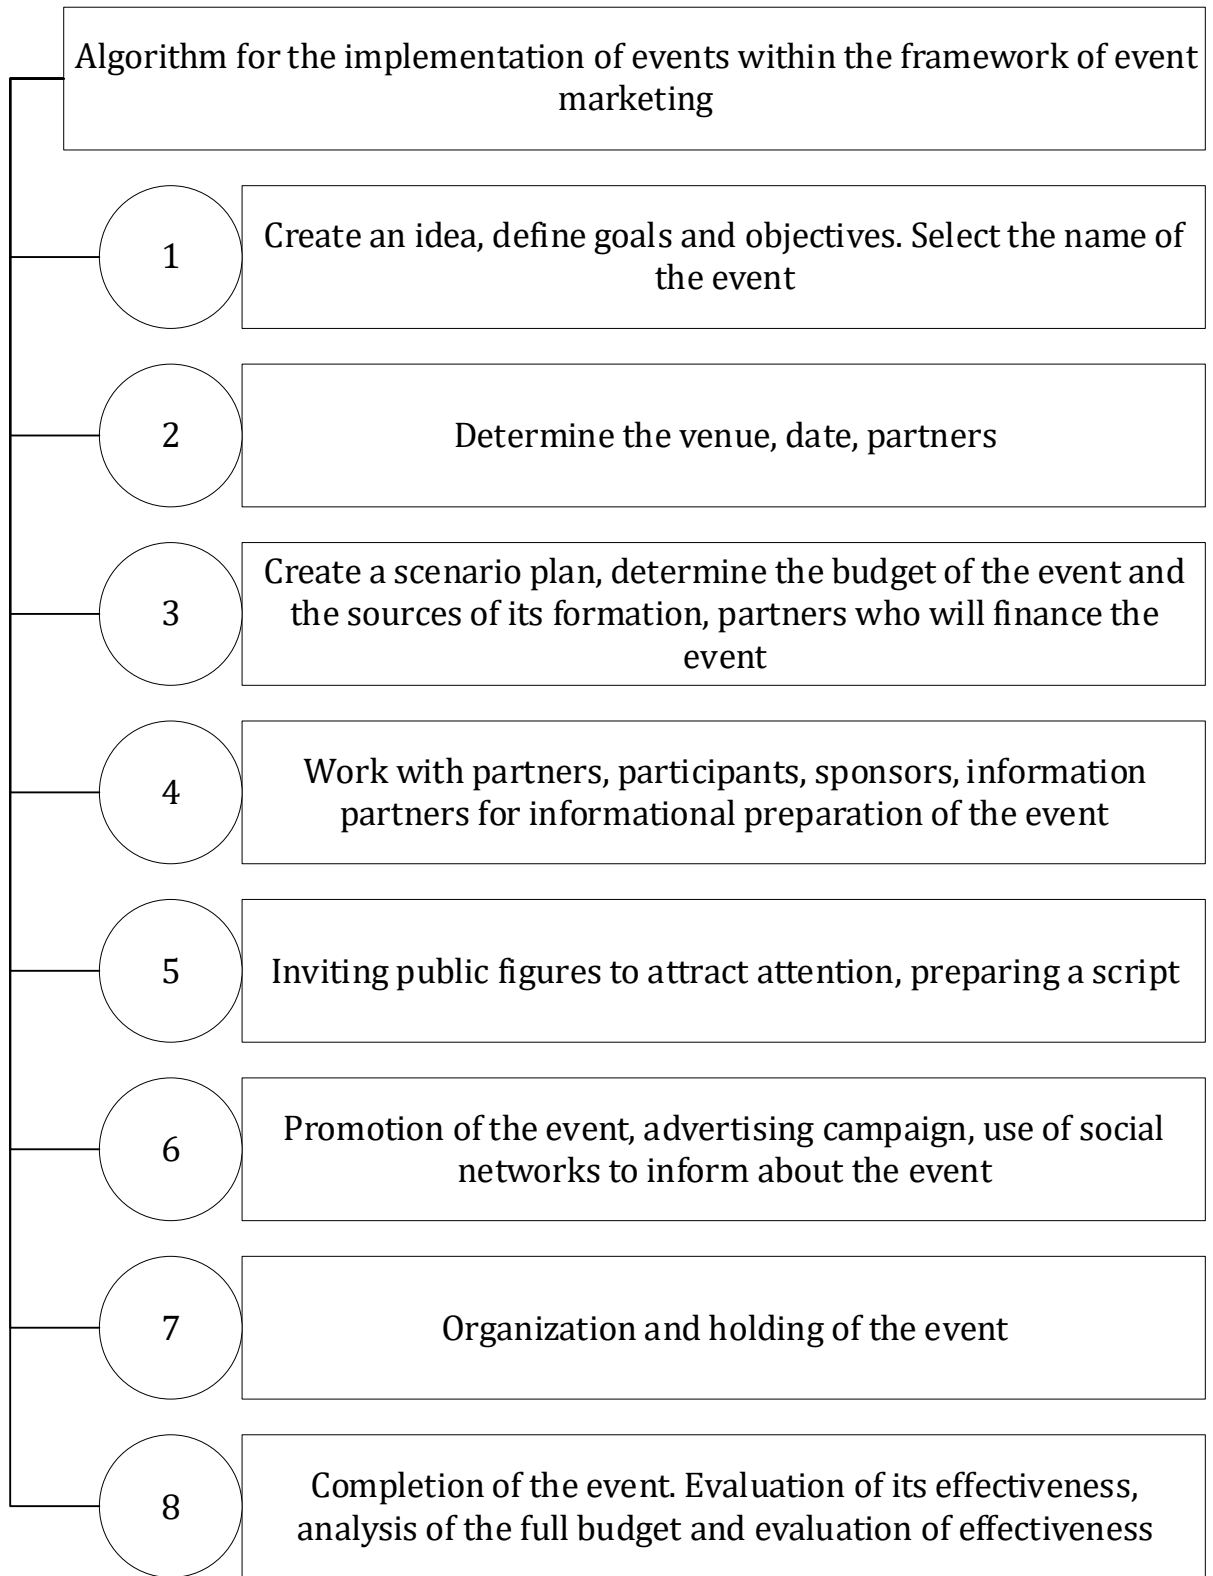 Algorithm for the implementation of events within the framework of event
marketing
1
Create an idea, define goals and objectives. Select the name of
the event
2
Determine the venue, date, partners
3
Create a scenario plan, determine the budget of the event and
the sources of its formation, partners who will finance the
event
4
Work with partners, participants, sponsors, information
partners for informational preparation of the event
5
Inviting public figures to attract attention, preparing a script
6
Promotion of the event, advertising campaign, use of social
networks to inform about the event
7
Organization and holding of the event
8
Completion of the event. Evaluation of its effectiveness,
analysis of the full budget and evaluation of effectiveness